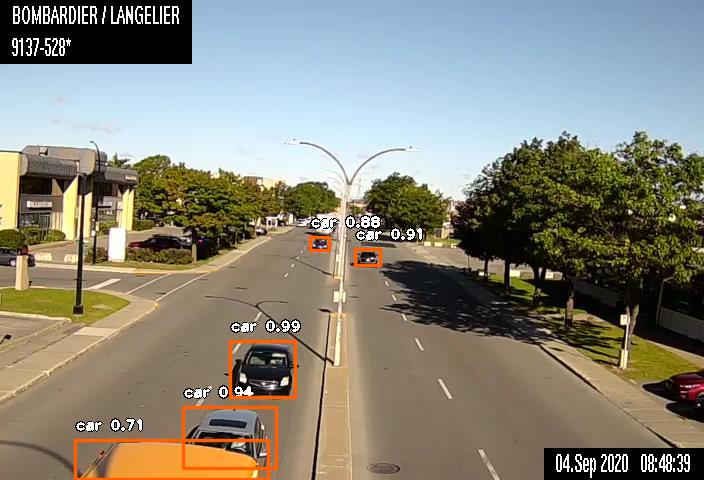 BOMBARDIER / LANGELIER
9137-528*
car 0.88
car 0.91
car 0.99
car 0.94
car 0.71
04.Sep 2020 08:48:39